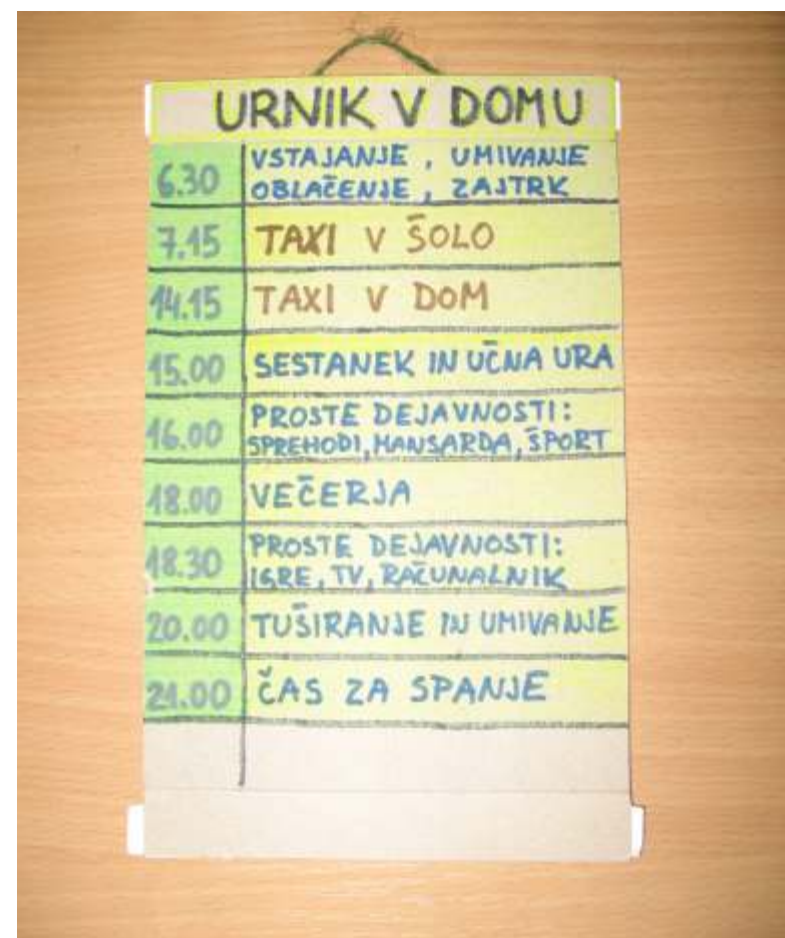 URNIK V DOMU
6.30 VSTAJANJE, UMIVANJE
OBLAČENJE, ZAJTRK
7.15 TAXI V ŠOLO
14.15 TAXI V DOM
15.00 SESTANEK IN UČNA URA
16.00 PROSTE DEJAVNOSTI:
SPREHODI, MANSARDA, ŠPORT
18.00 VEČERJA
18.30 PROSTE DEJAVNOSTI:
IGRE, TV, RAČUNALNIK
20.00 TUŠIRANJE IN UMIVANJE
21.00 ČAS ZA SPANJE